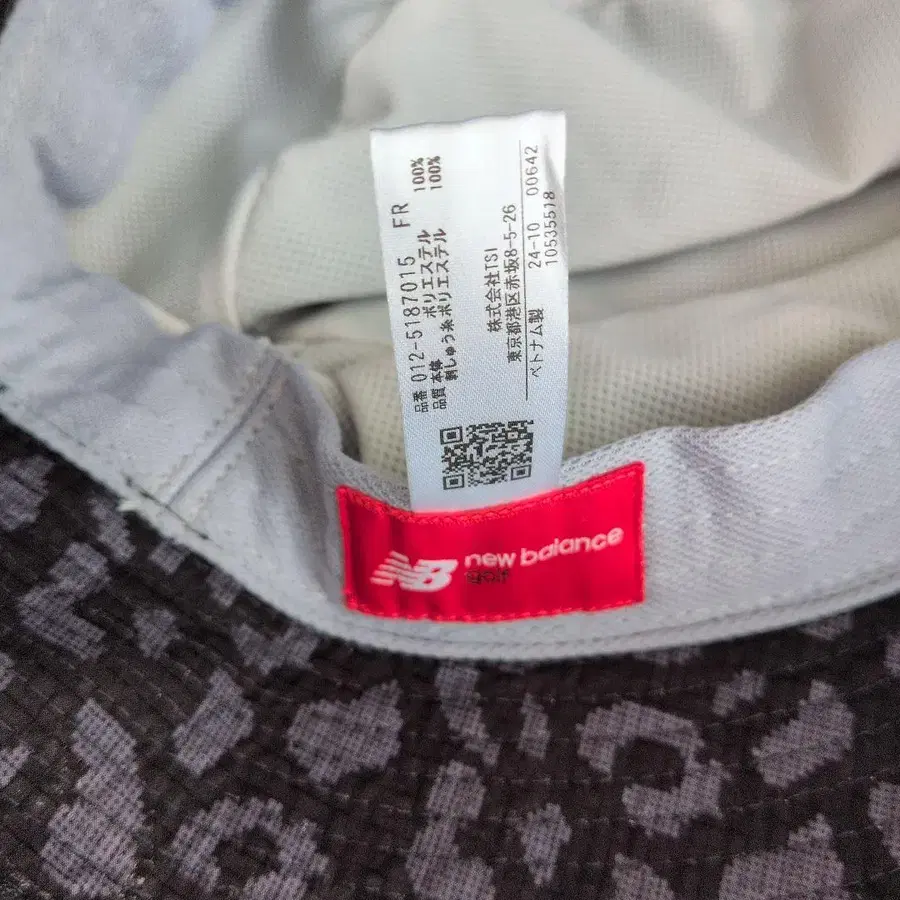 品番 012-5187015 FR
品質 本体 ポリエステル 100%
刺しゅう糸 ポリエステル 100%
株式会社TSI
東京都港区赤坂8-5-26
ベトナム製 24-10 00642
10535518
NB new balance
golf